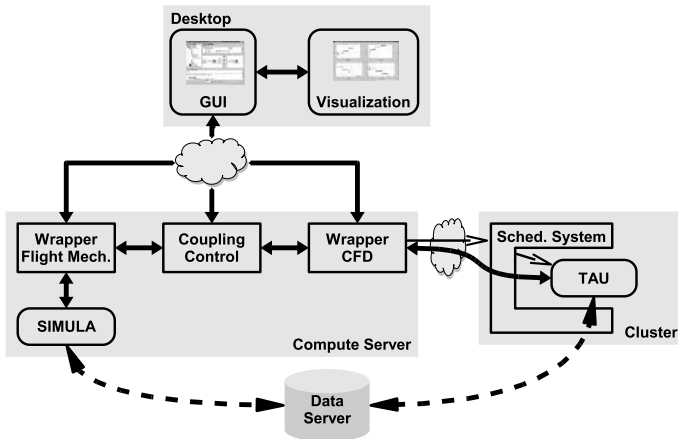 Desktop
GUI
Visualization
Wrapper
Flight Mech.
Coupling
Control
Wrapper
CFD
Sched. System
TAU
SIMULA
Compute Server
Cluster
Data
Server